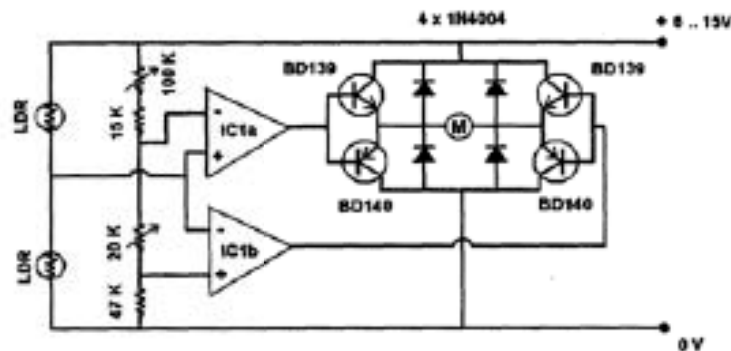 4 x 1N4004
+ 6 .. 15V
BD139
BD139
LDR
100 K
15 K
IC1a
-
+
M
BD140
BD140
LDR
20 K
47 K
IC1b
-
+
0 V